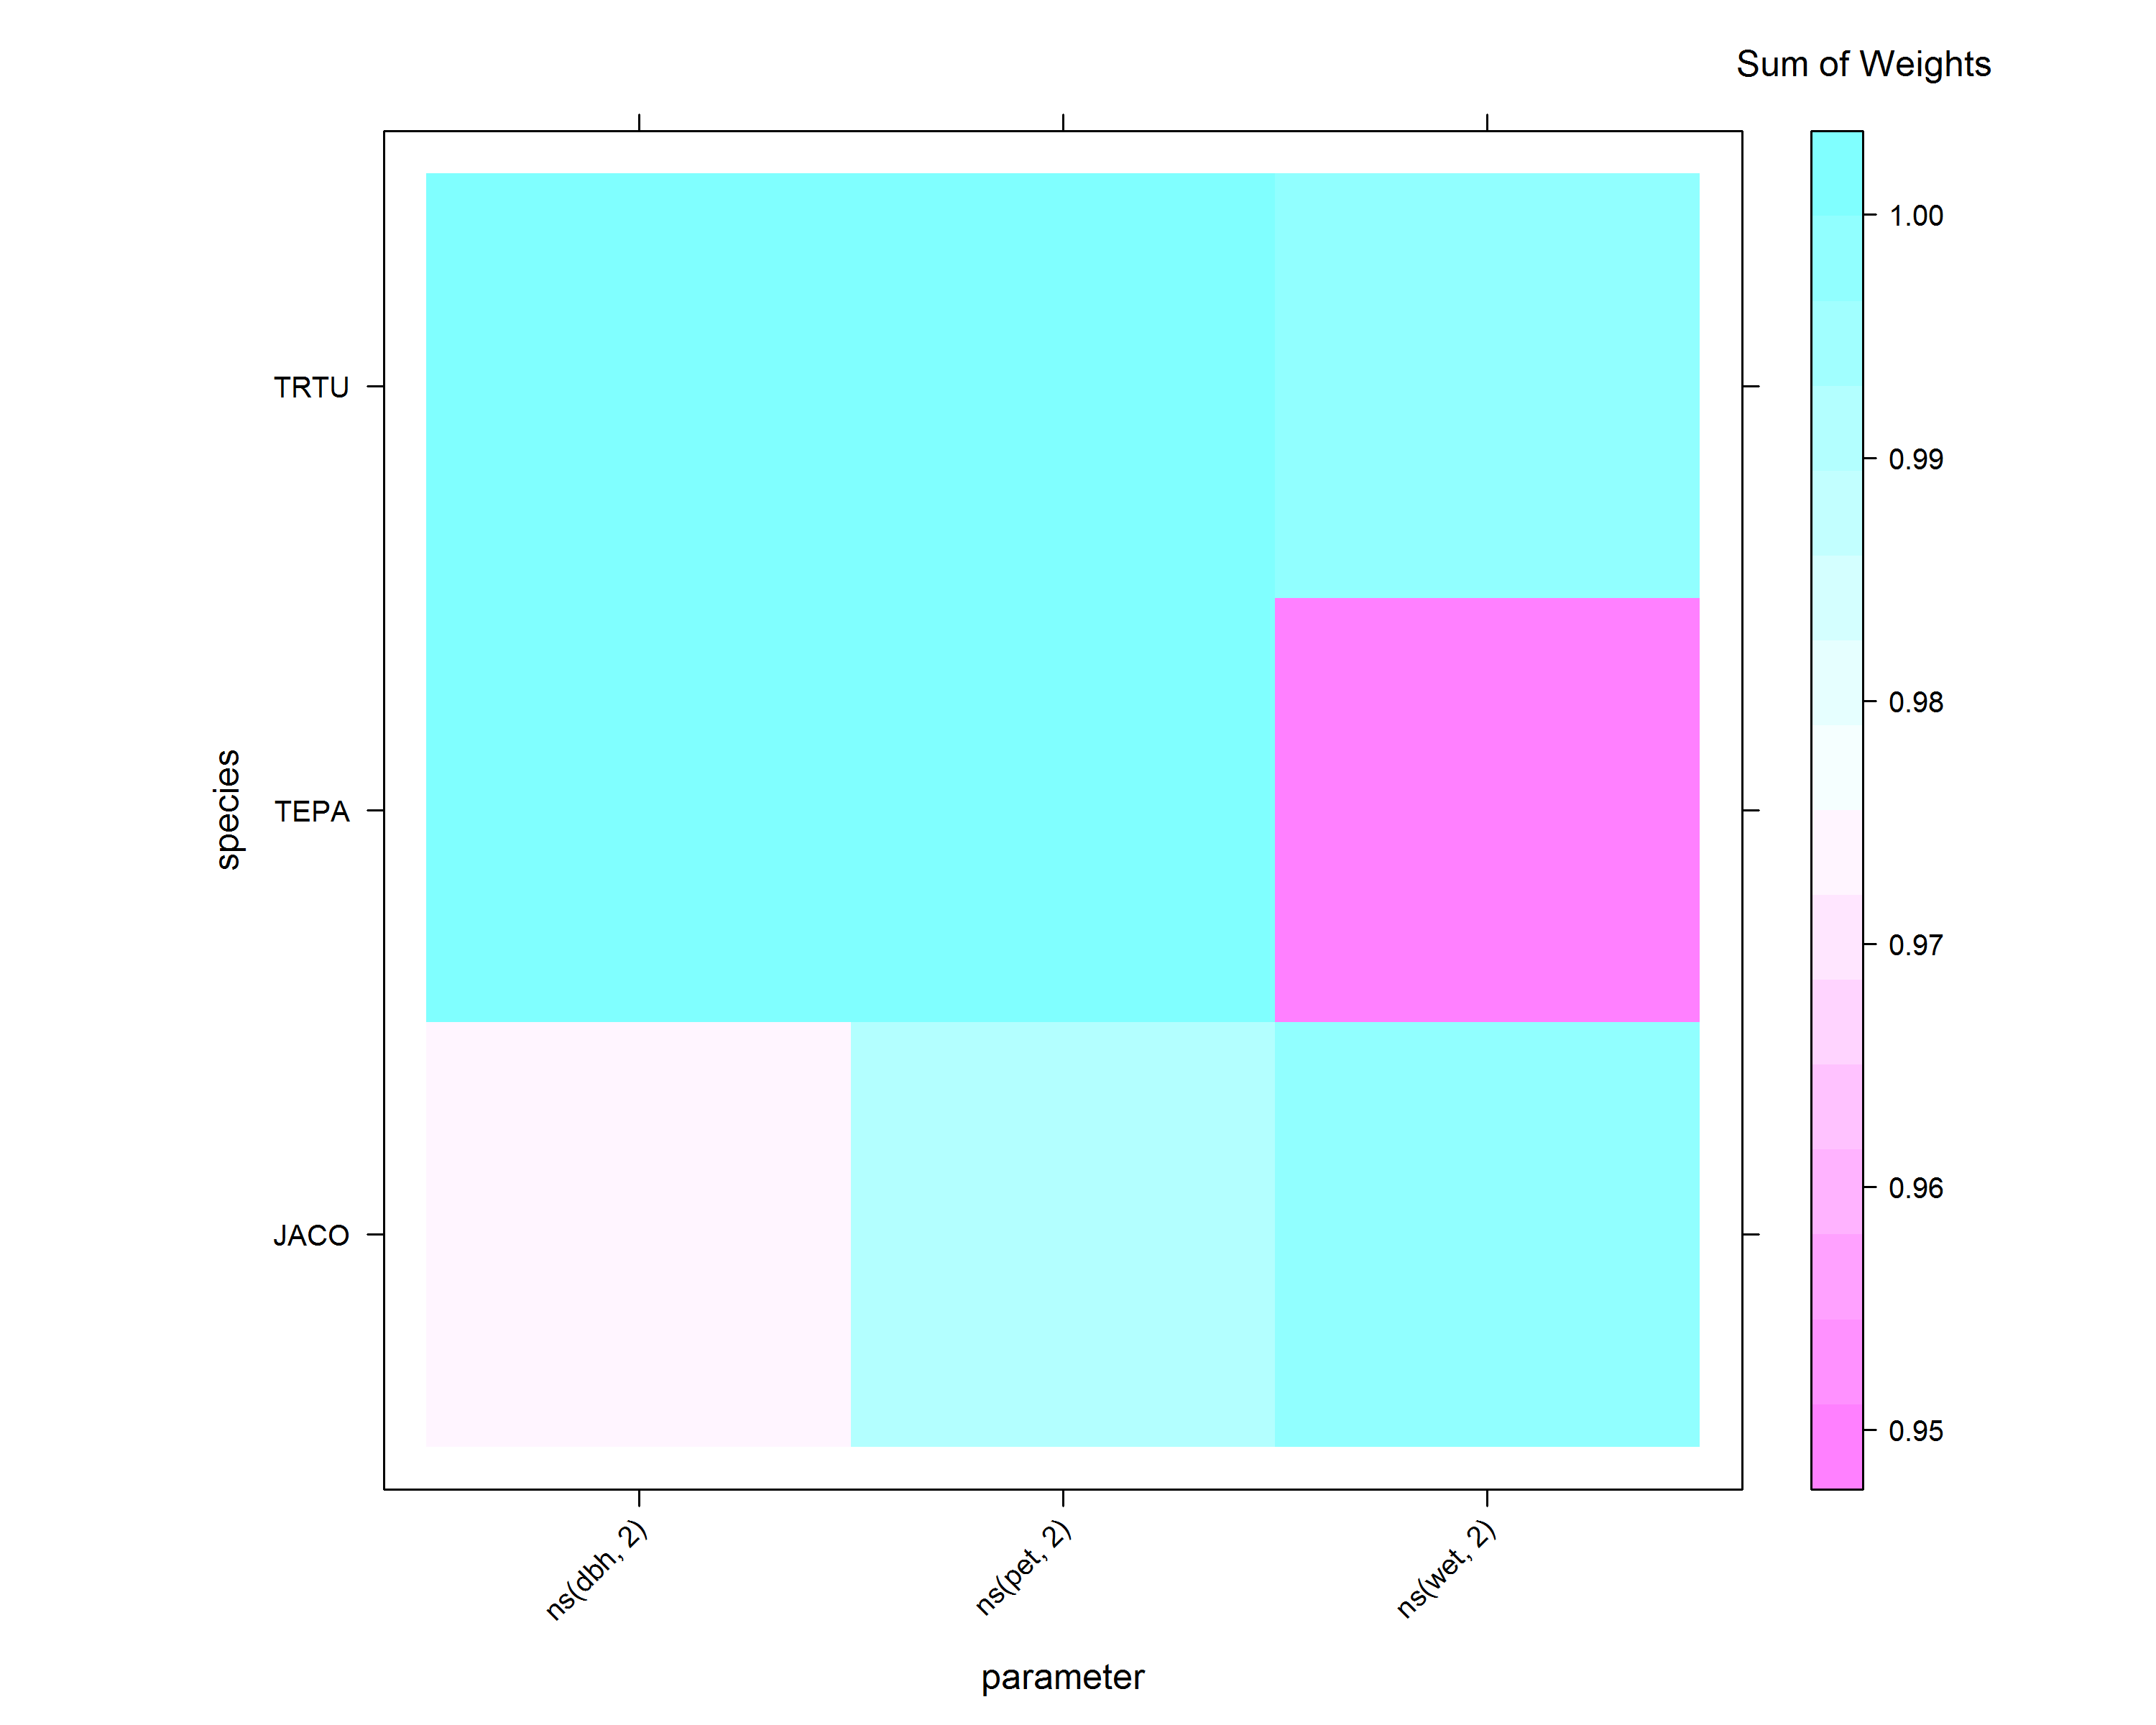 Sum of Weights
1.00
0.99
0.98
0.97
0.96
0.95
species
TRTU
TEPA
JACO
ns(dbh, 2)
ns(pet, 2)
ns(wet, 2)
parameter